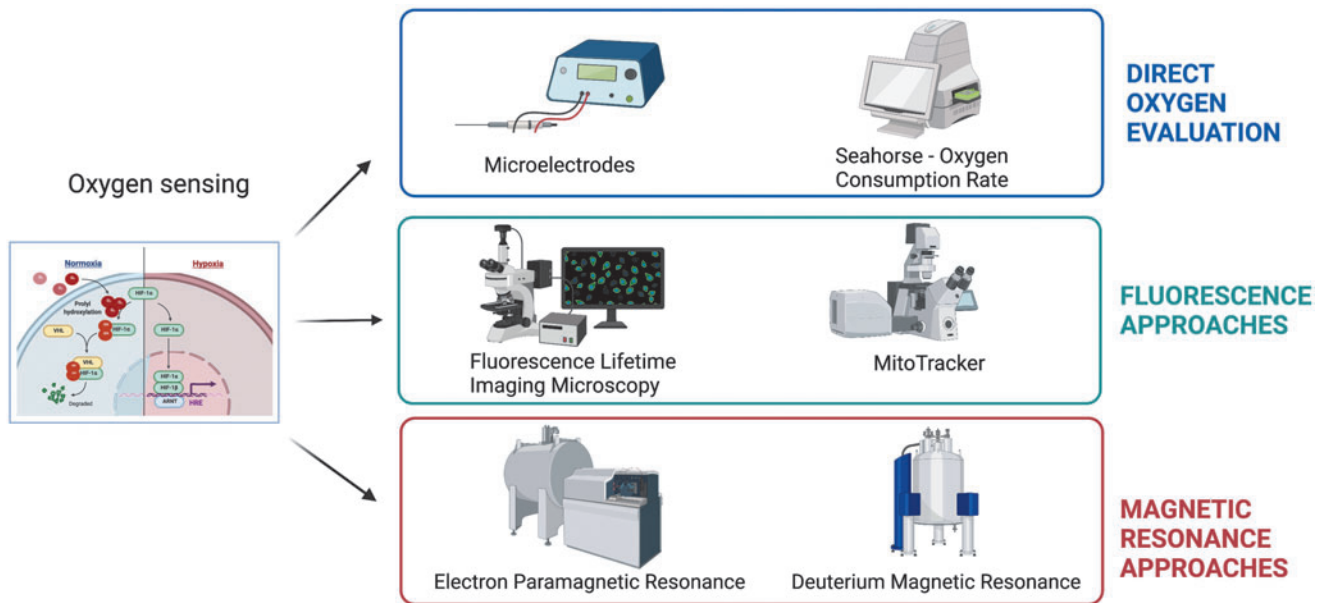 Oxygen sensing
Normoxia
Hypoxia
HIF-1α
Prolyl
hydroxylation
HIF-1α
VHL
HIF-1α
VHL
HIF-1α
Degraded
HIF-1α
HIF-1β
ARNT
HRE
Microelectrodes
Seahorse - Oxygen
Consumption Rate
DIRECT
OXYGEN
EVALUATION
Fluorescence Lifetime
Imaging Microscopy
MitoTracker
FLUORESCENCE
APPROACHES
Electron Paramagnetic Resonance
Deuterium Magnetic Resonance
MAGNETIC
RESONANCE
APPROACHES